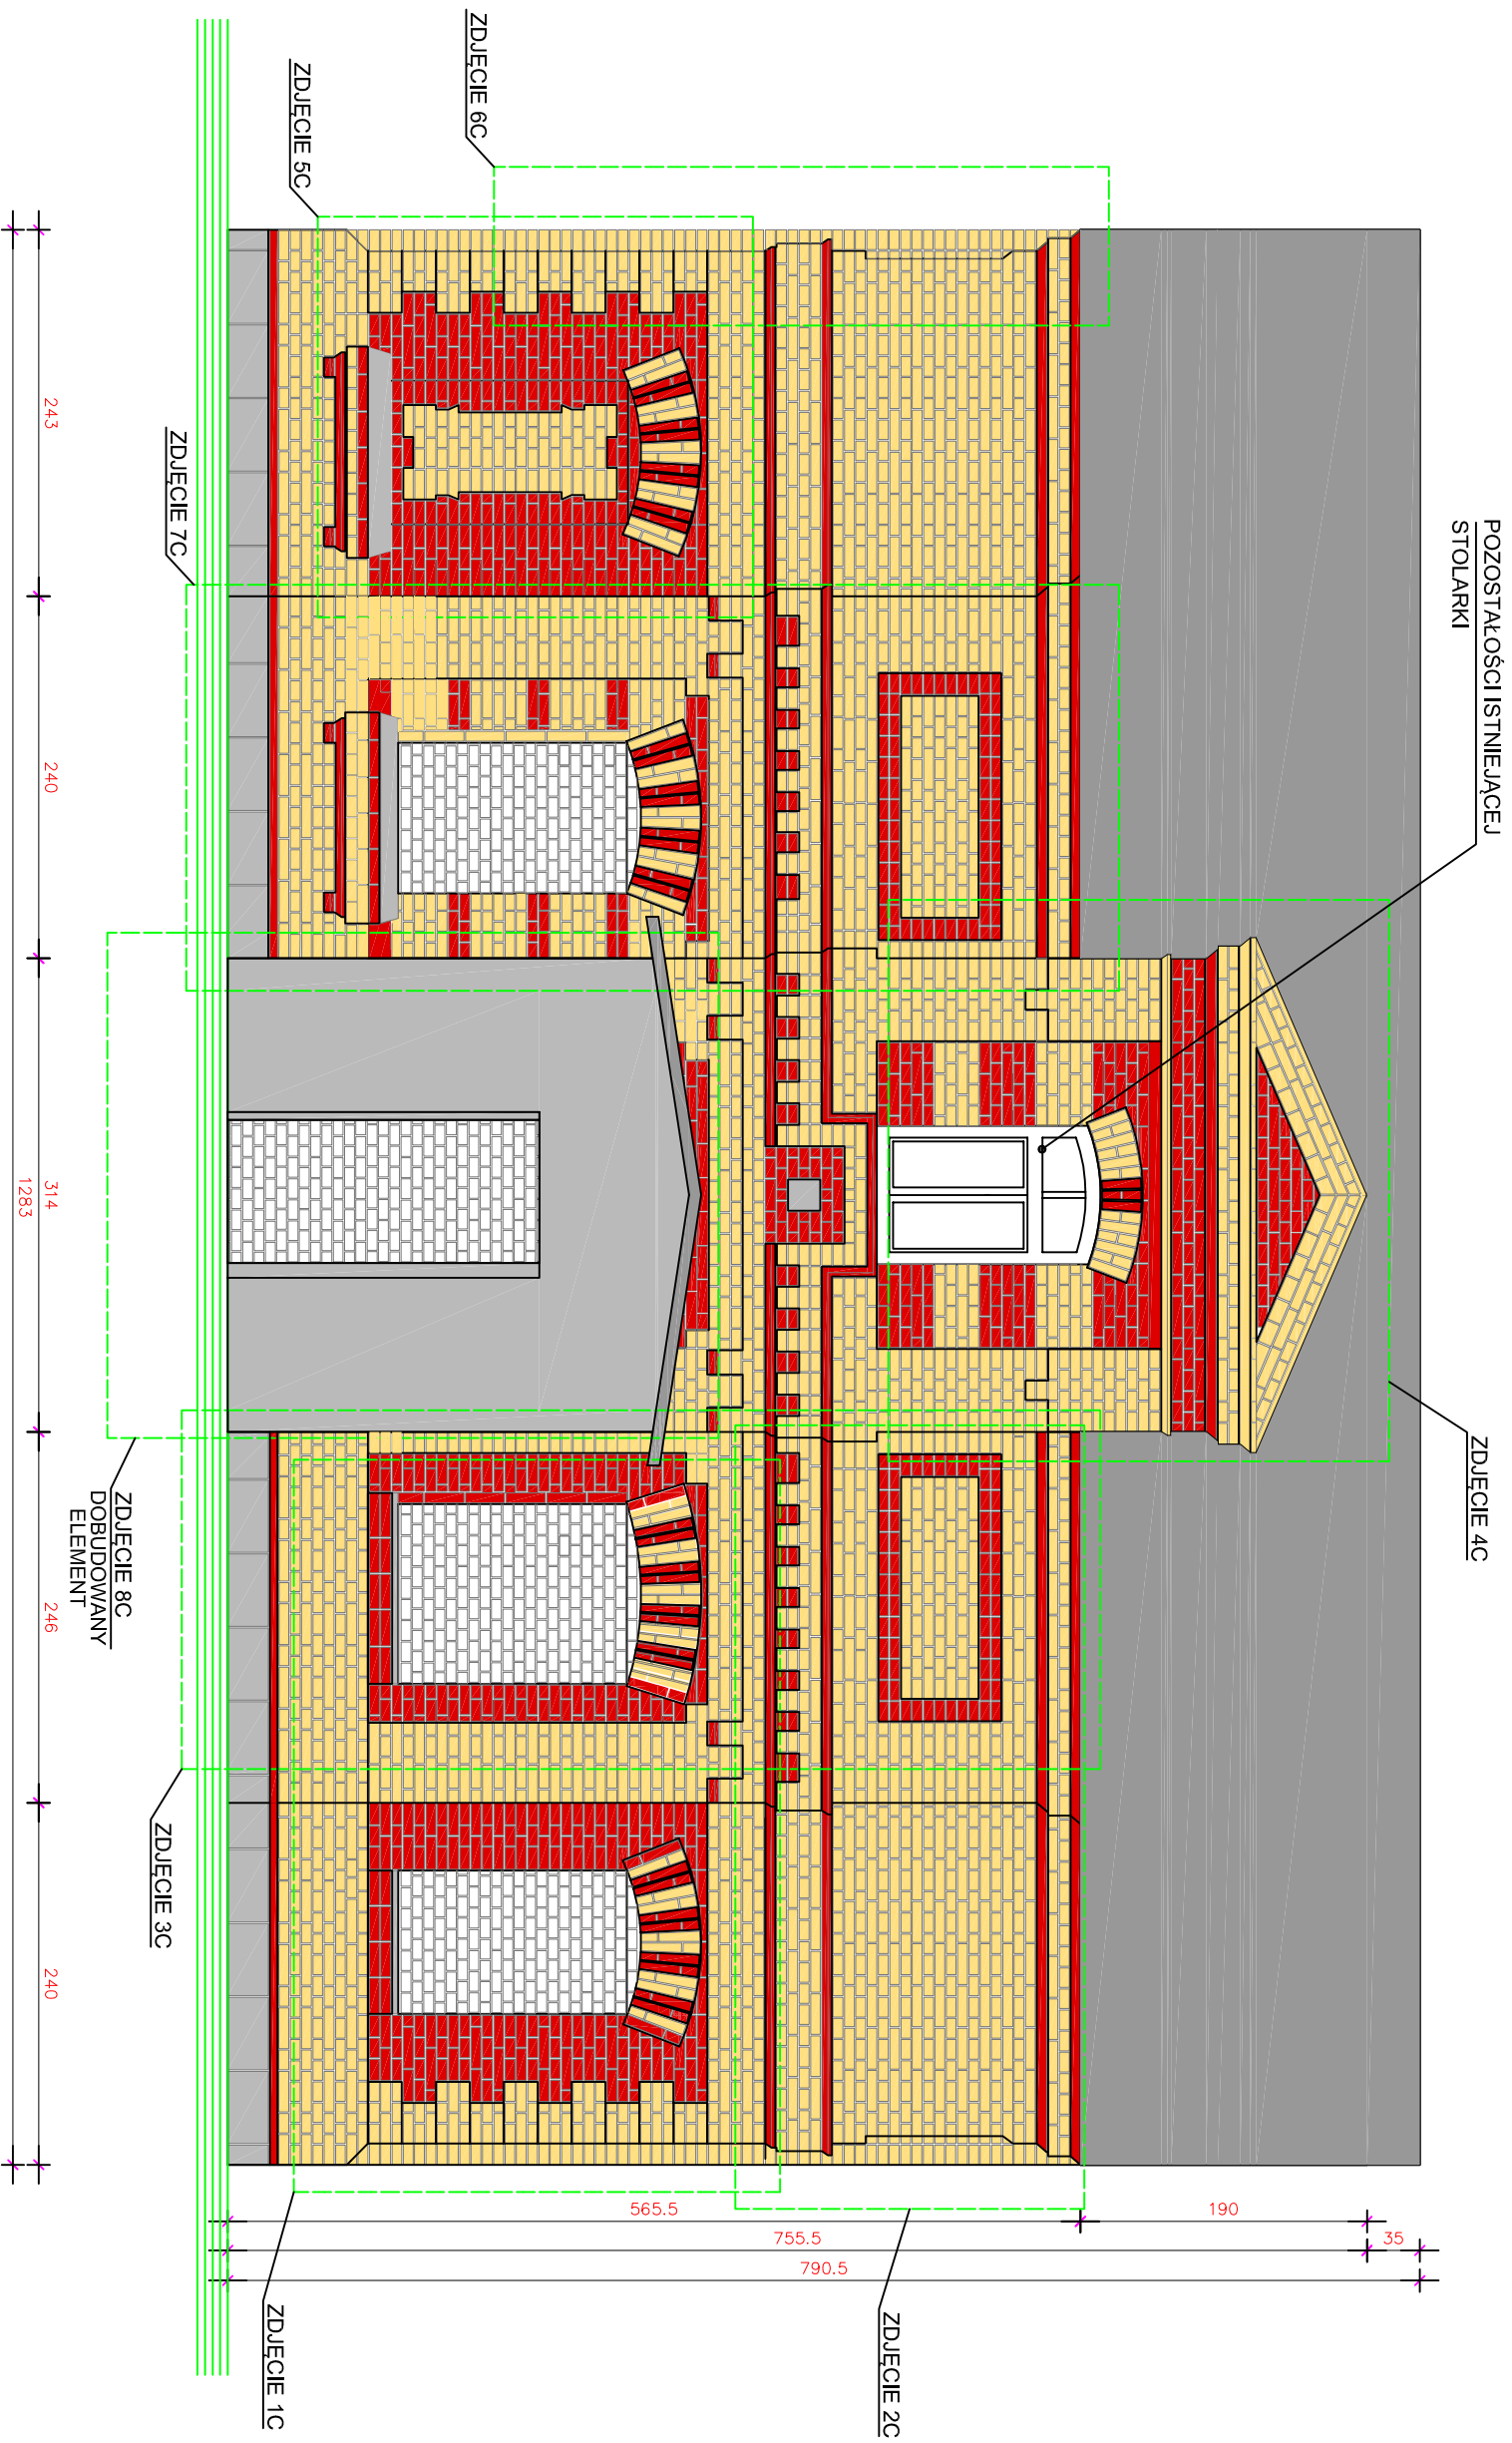 POZOSTAŁOŚCI ISTNIEJĄCEJ
STOLARKI
ZDJĘCIE 4C
ZDJĘCIE 6C
ZDJĘCIE 5C
ZDJĘCIE 7C
ZDJĘCIE 8C
DOBUDOWANY
ELEMENT
ZDJĘCIE 3C
ZDJĘCIE 2C
ZDJĘCIE 1C
35
190
565.5
755.5
790.5
243
240
314
246
240
1283